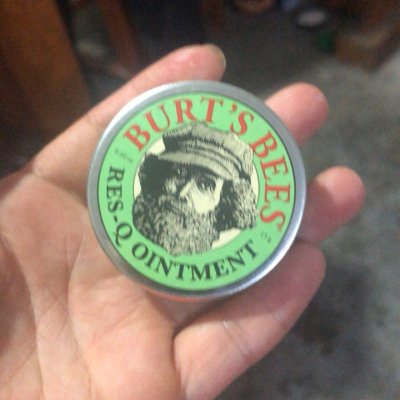 BURT'S BEES
RES-Q OINTMENT